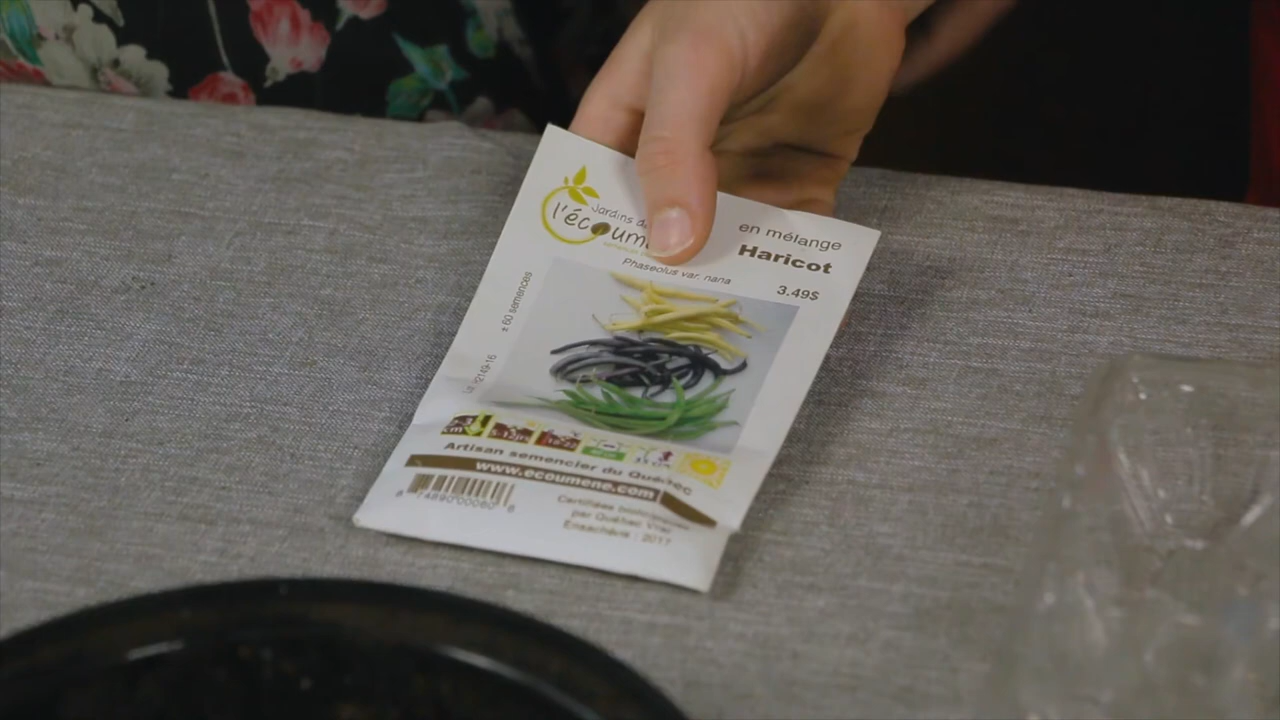 Jardins de
l'écoumène
en mélange
Haricot
Phaseolus var. nana
3.49$
≥ 60 semences
Artisan semencier du Québec
www.ecoumene.com
Certifiées biologiques
par Québec Vrai
Ensachées : 2017